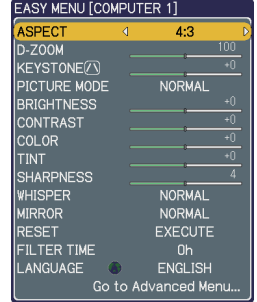 EASY MENU [COMPUTER 1]
ASPECT 4:3
D-ZOOM 100
KEYSTONE +0
PICTURE MODE NORMAL
BRIGHTNESS +0
CONTRAST +0
COLOR +0
TINT +0
SHARPNESS 4
WHISPER NORMAL
MIRROR NORMAL
RESET EXECUTE
FILTER TIME 0h
LANGUAGE ENGLISH
Go to Advanced Menu...